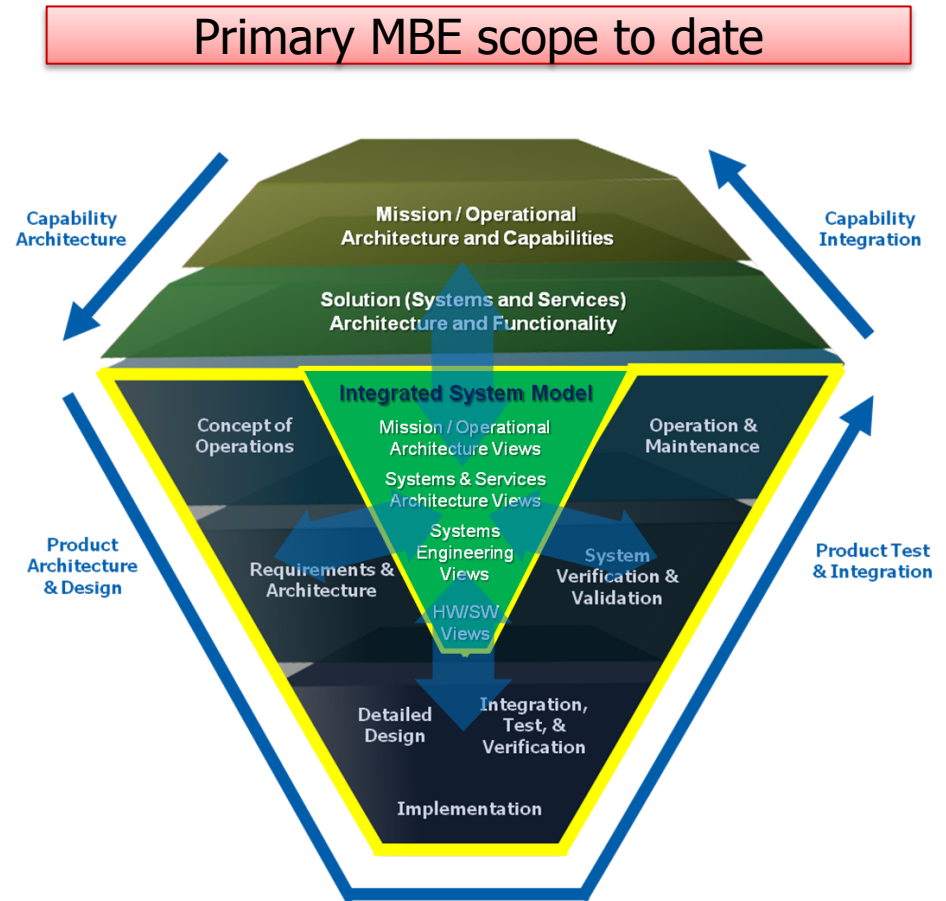 Primary MBE scope to date
Capability
Architecture
Mission / Operational
Architecture and Capabilities
Capability
Integration
Solution (Systems and Services)
Architecture and Functionality
Integrated System Model
Mission / Operational
Architecture Views
Systems & Services
Architecture Views
Systems
Engineering
Views
HW/SW
Views
Concept of
Operations
Operation &
Maintenance
Product
Architecture
& Design
Requirements &
Architecture
System
Verification &
Validation
Product Test
& Integration
Detailed
Design
Integration,
Test, &
Verification
Implementation